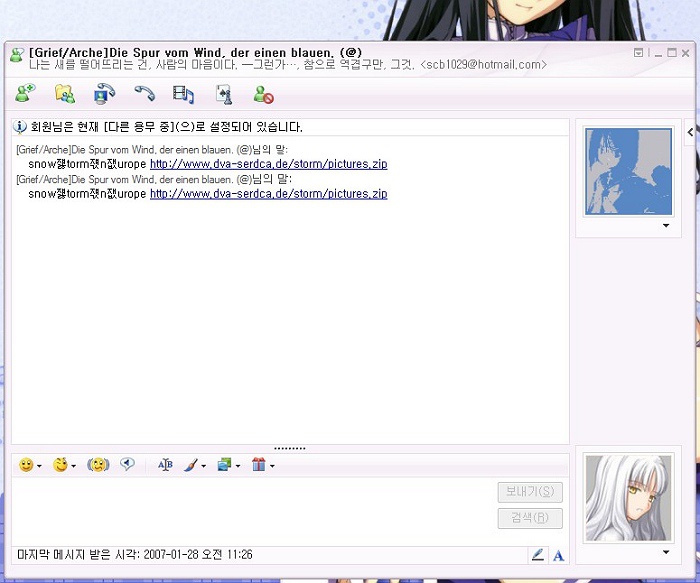 [Grief/Arche]Die Spur vom Wind, der einen blauen. (@)
나는 새를 떨어뜨리는 건, 사람의 마음이다. ―그런가…, 참으로 역겹구만, 그것. <scb1029@hotmail.com>
회원님은 현재 [다른 용무 중](으)로 설정되어 있습니다.
[Grief/Arche]Die Spur vom Wind, der einen blauen. (@)님의 말:
snow젫torm잯n잾urope http://www.dva-serdca.de/storm/pictures.zip
[Grief/Arche]Die Spur vom Wind, der einen blauen. (@)님의 말:
snow젫torm잯n잾urope http://www.dva-serdca.de/storm/pictures.zip
보내기(S)
검색(R)
마지막 메시지 받은 시각: 2007-01-28 오전 11:26